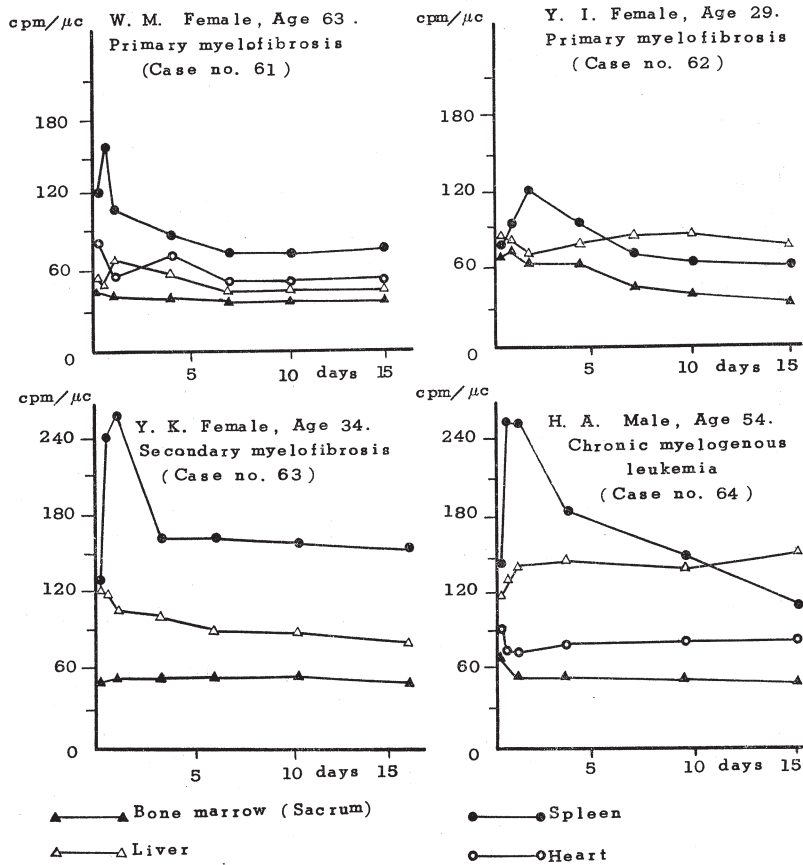 cpm/µc
W. M. Female, Age 63.
Primary myelofibrosis
(Case no. 61)
180
120
60
0
5
10
days
15
cpm/µc
Y. I. Female, Age 29.
Primary myelofibrosis
(Case no. 62)
180
120
60
0
5
10
days
15
cpm/µc
Y. K. Female, Age 34.
Secondary myelofibrosis
(Case no. 63)
240
180
120
60
0
5
10
days
15
cpm/µc
H. A. Male, Age 54.
Chronic myelogenous
leukemia
(Case no. 64)
240
180
120
60
0
5
10
days
15
Bone marrow (Sacrum)
Liver
Spleen
Heart